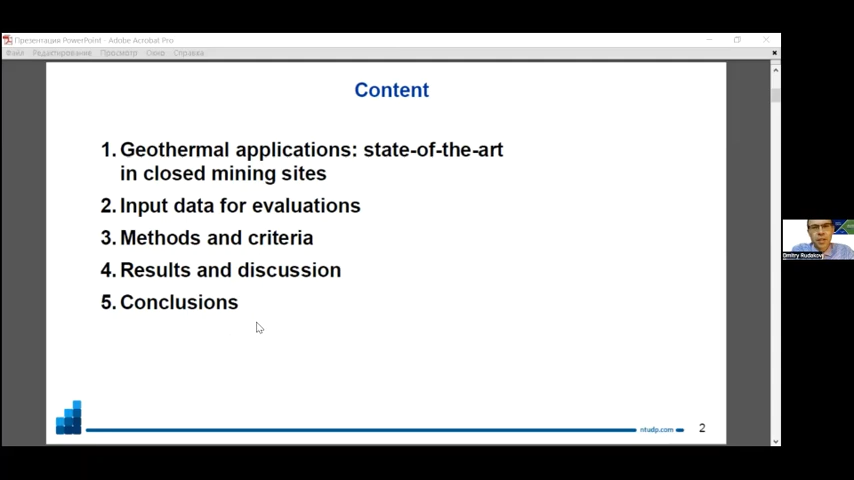 Презентация PowerPoint - Adobe Acrobat Pro
Файл Редактирование Просмотр Окно Справка
Content
1. Geothermal applications: state-of-the-art
in closed mining sites
2. Input data for evaluations
3. Methods and criteria
4. Results and discussion
5. Conclusions
Dmitry Rudakov
ntudp.com
2